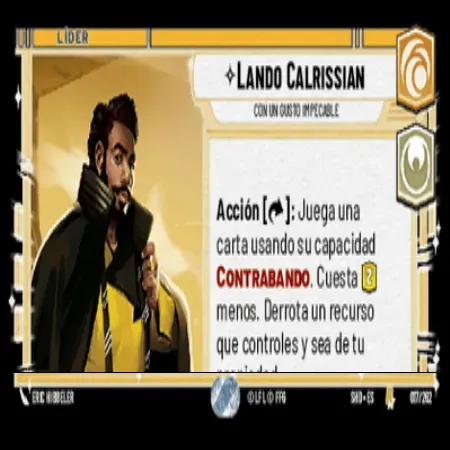 LÍDER
LANDO CALRISSIAN
CON UN GUSTO IMPECABLE
Acción [ ]: Juega una
carta usando su capacidad
CONTRABANDO. Cuesta 2
menos. Derrota un recurso
que controles y sea de tu
ERIC HIBBELER
© LFL © FFG
SHD • ES
017/262